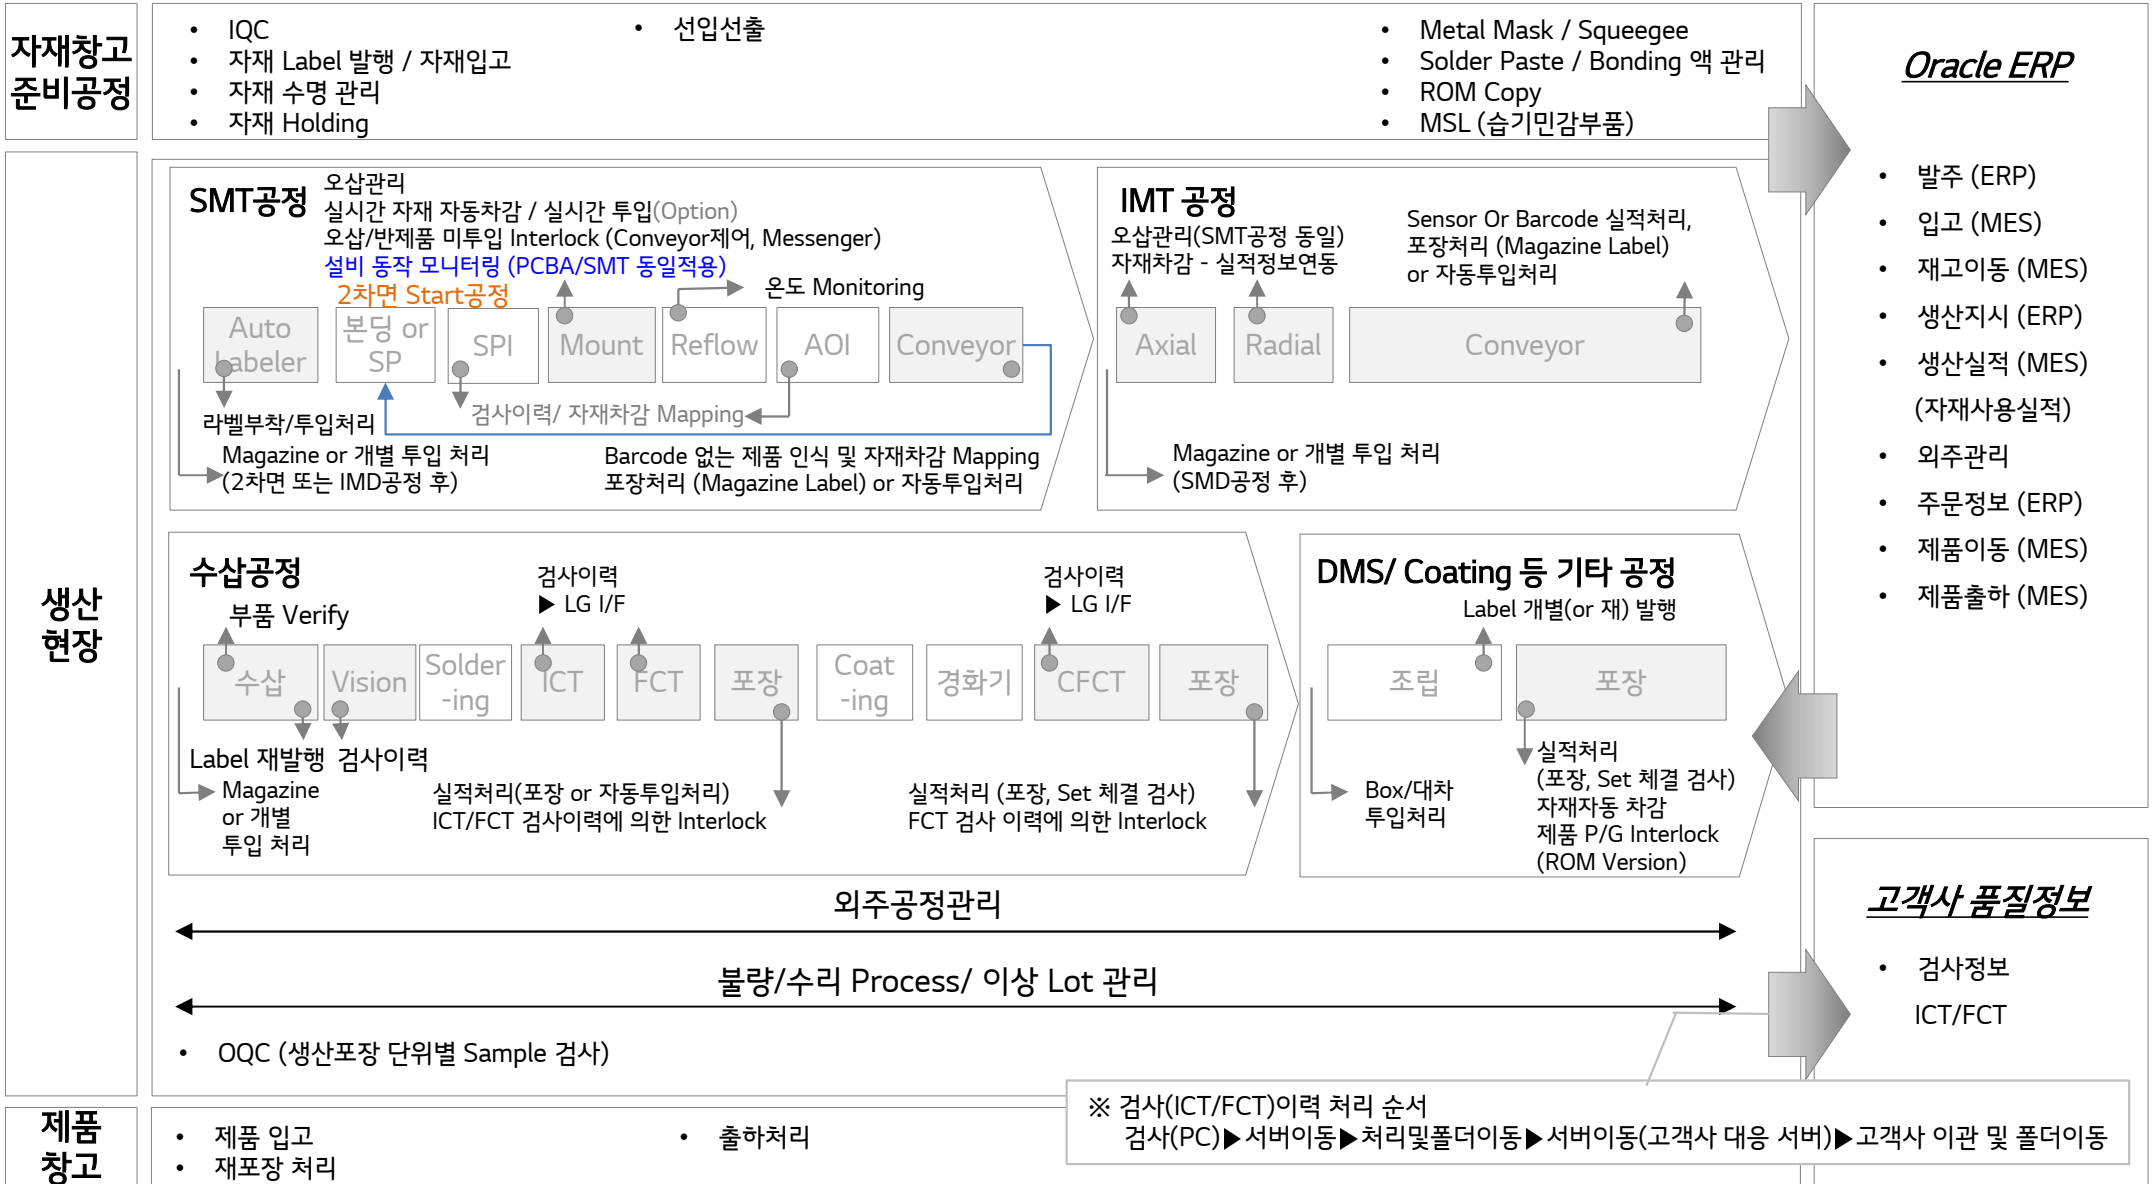 자재창고
준비공정
• IQC
• 자재 Label 발행 / 자재입고
• 자재 수명 관리
• 자재 Holding
• 선입선출
• Metal Mask / Squeegee
• Solder Paste / Bonding 액 관리
• ROM Copy
• MSL (습기민감부품)
Oracle ERP
• 발주 (ERP)
• 입고 (MES)
• 재고이동 (MES)
• 생산지시 (ERP)
• 생산실적 (MES)
(자재사용실적)
• 외주관리
• 주문정보 (ERP)
• 제품이동 (MES)
• 제품출하 (MES)
생산
현장
SMT공정
오삽관리
실시간 자재 자동차감 / 실시간 투입(Option)
오삽/반제품 미투입 Interlock (Conveyor제어, Messenger)
설비 동작 모니터링 (PCBA/SMT 동일적용)
2차면 Start공정
온도 Monitoring
Auto
Labeler
본딩 or
SP
SPI
Mount
Reflow
AOI
Conveyor
라벨부착/투입처리
검사이력/ 자재차감 Mapping
Magazine or 개별 투입 처리
(2차면 또는 IMD공정 후)
Barcode 없는 제품 인식 및 자재차감 Mapping
포장처리 (Magazine Label) or 자동투입처리
IMT 공정
오삽관리(SMT공정 동일)
자재차감 - 실적정보연동
Sensor Or Barcode 실적처리,
포장처리 (Magazine Label)
or 자동투입처리
Axial
Radial
Conveyor
Magazine or 개별 투입 처리
(SMD공정 후)
수삽공정
부품 Verify
검사이력
▶ LG I/F
검사이력
▶ LG I/F
수삽
Vision
Solder
-ing
ICT
FCT
포장
Coat
-ing
경화기
CFCT
포장
Label 재발행
검사이력
Magazine
or 개별
투입 처리
실적처리(포장 or 자동투입처리)
ICT/FCT 검사이력에 의한 Interlock
실적처리 (포장, Set 체결 검사)
FCT 검사 이력에 의한 Interlock
DMS/ Coating 등 기타 공정
Label 개별(or 재) 발행
조립
포장
Box/대차
투입처리
실적처리
(포장, Set 체결 검사)
자재자동 차감
제품 P/G Interlock
(ROM Version)
외주공정관리
불량/수리 Process/ 이상 Lot 관리
• OQC (생산포장 단위별 Sample 검사)
고객사 품질정보
• 검사정보
ICT/FCT
※ 검사(ICT/FCT)이력 처리 순서
검사(PC)▶서버이동▶처리및폴더이동▶서버이동(고객사 대응 서버)▶고객사 이관 및 폴더이동
제품
창고
• 제품 입고
• 재포장 처리
• 출하처리